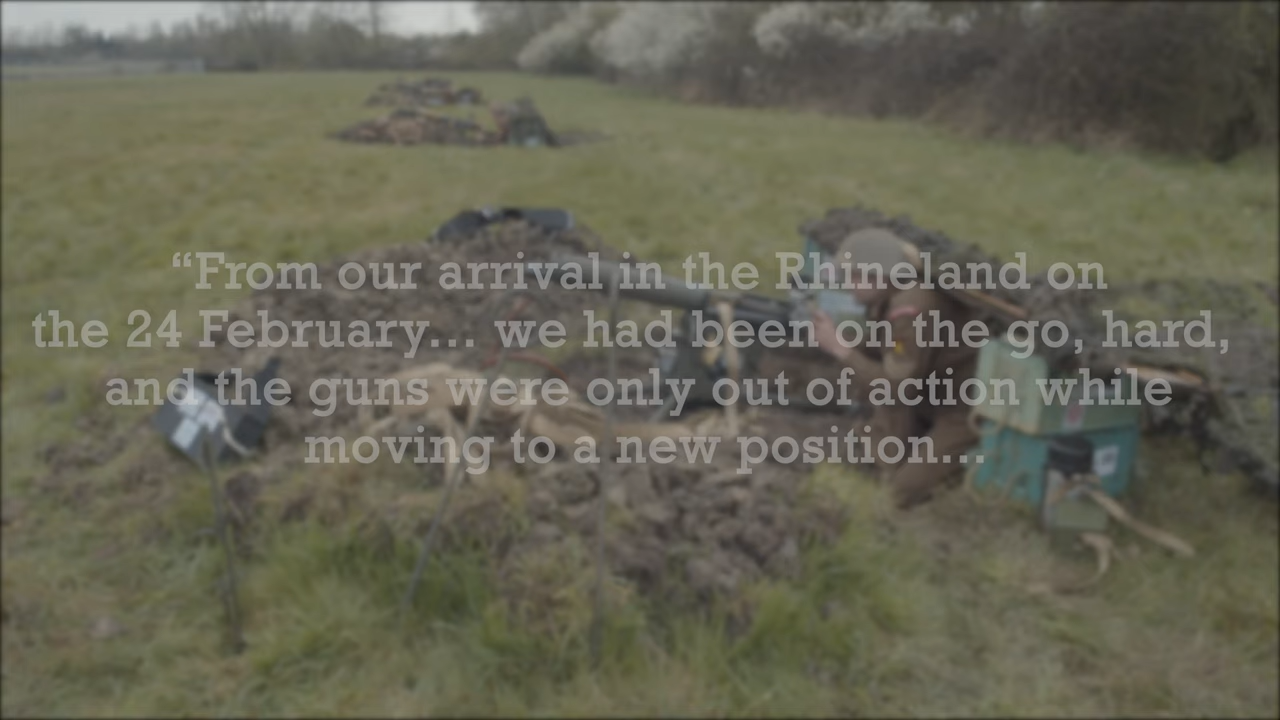 “From our arrival in the Rhineland on
the 24 February... we had been on the go, hard,
and the guns were only out of action while
moving to a new position...